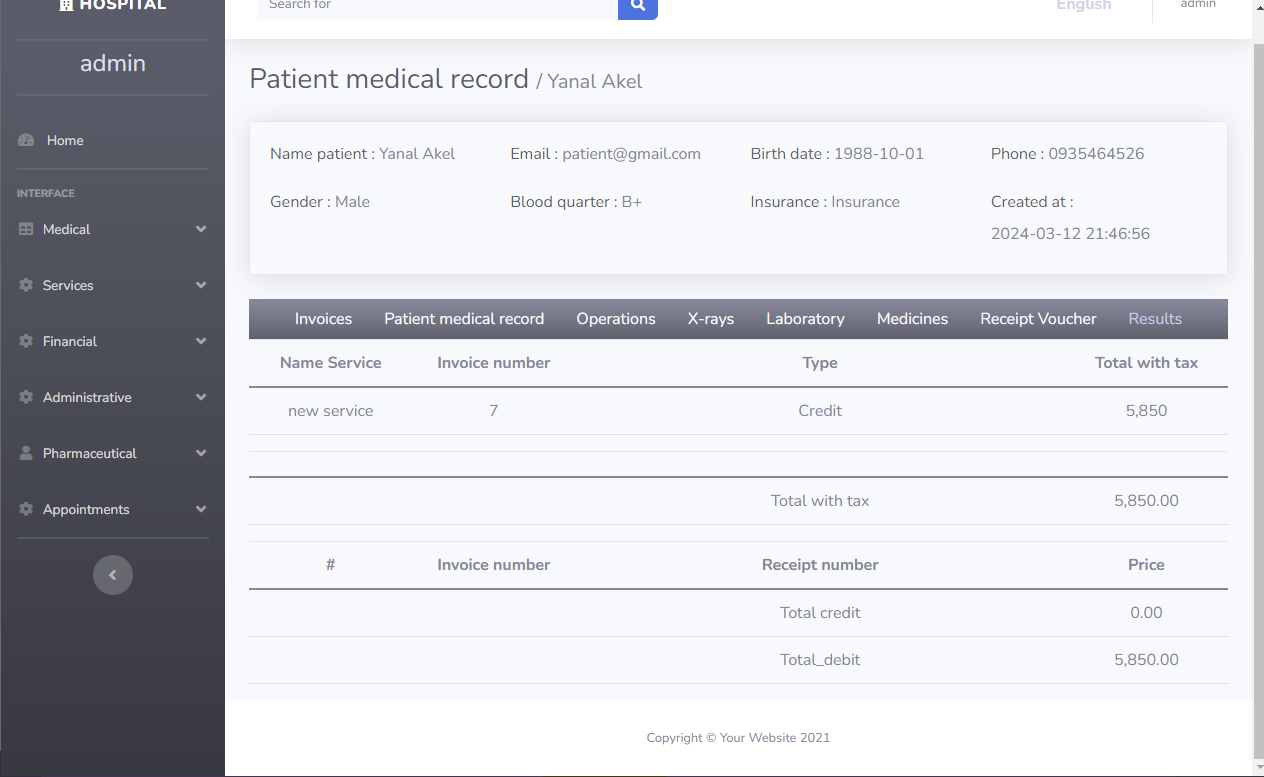 HOSPITAL
Search for
English
admin
admin
Home
INTERFACE
Medical
Services
Financial
Administrative
Pharmaceutical
Appointments
Patient medical record / Yanal Akel
Name patient : Yanal Akel Email : patient@gmail.com Birth date : 1988-10-01 Phone : 0935464526
Gender : Male Blood quarter : B+ Insurance : Insurance Created at :
2024-03-12 21:46:56
Invoices Patient medical record Operations X-rays Laboratory Medicines Receipt Voucher Results
Name Service Invoice number Type Total with tax
new service 7 Credit 5,850
Total with tax 5,850.00
# Invoice number Receipt number Price
Total credit 0.00
Total_debit 5,850.00
Copyright © Your Website 2021